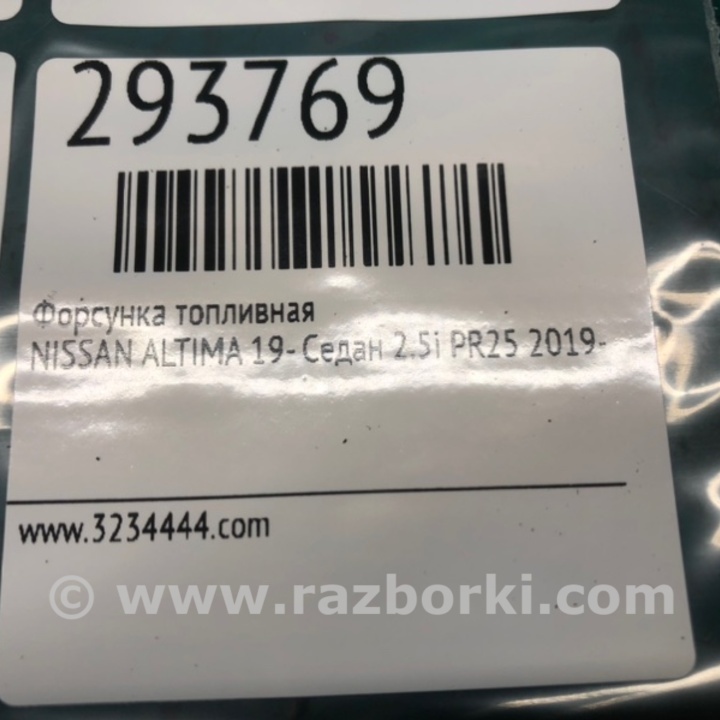 293769
Форсунка топливная
NISSAN ALTIMA 19- Седан 2.5i PR25 2019-
www.3234444.com
© www.razborki.com